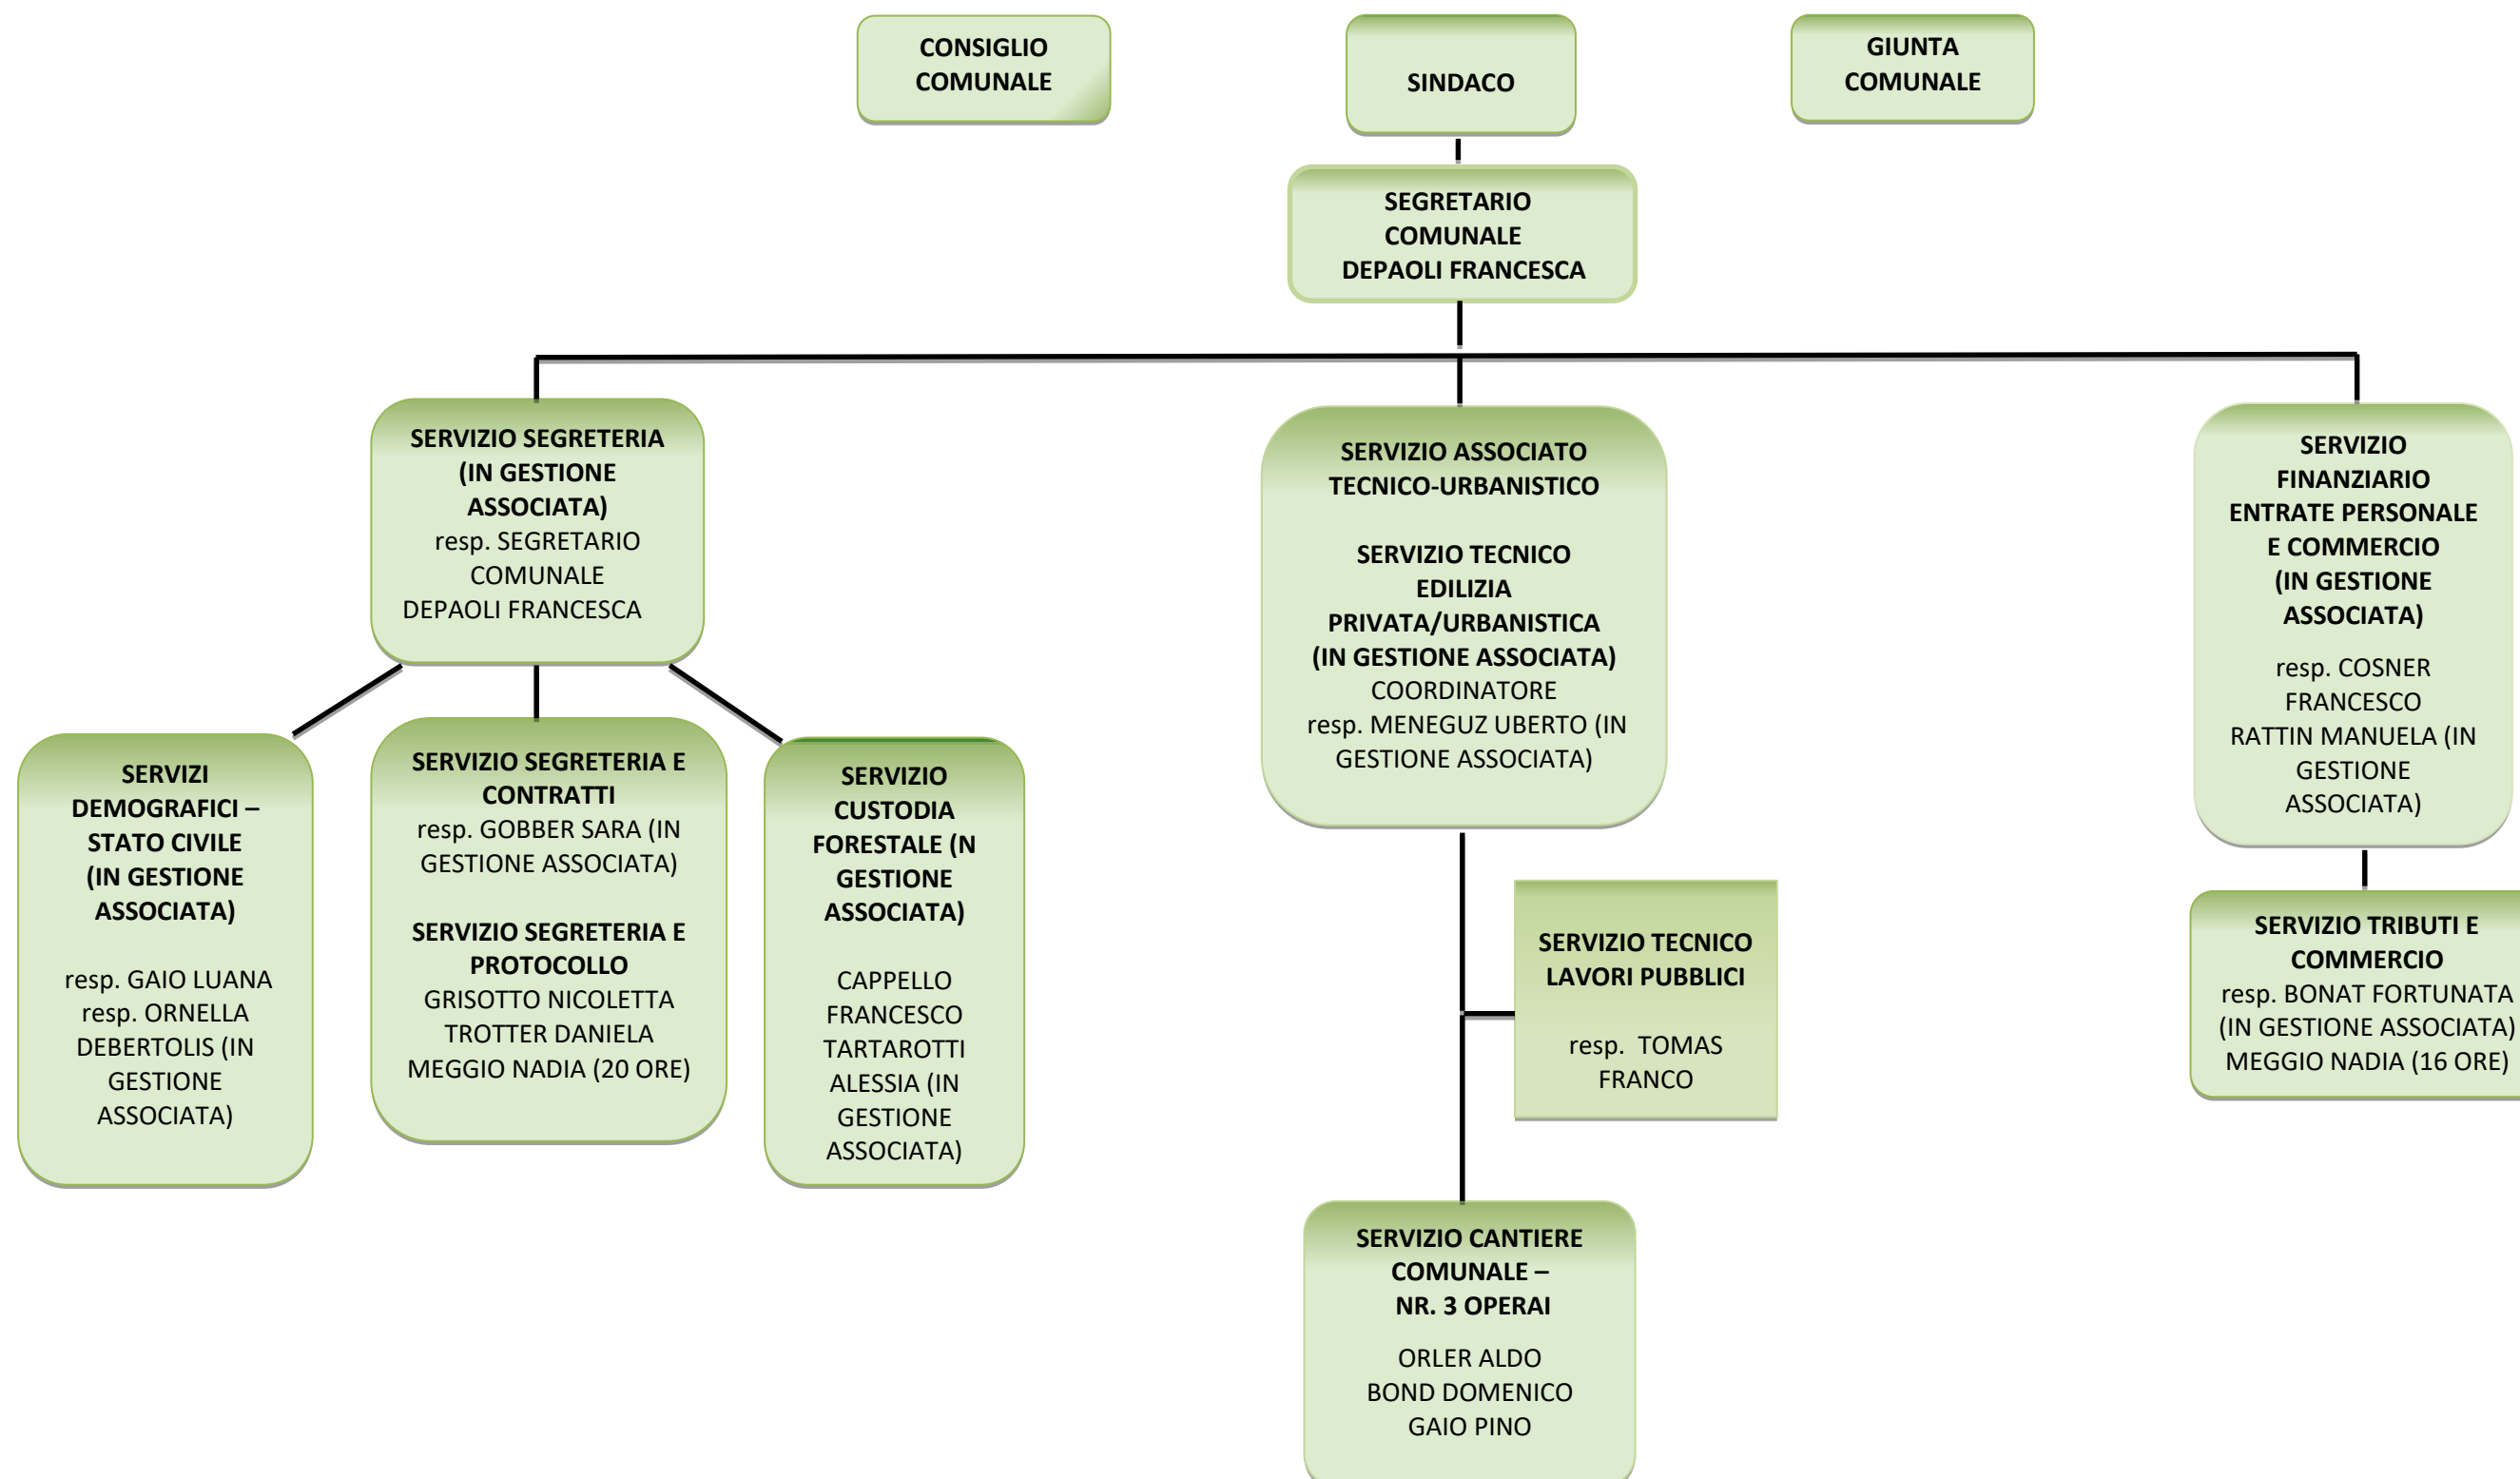 CONSIGLIO
COMUNALE
SINDACO
GIUNTA
COMUNALE
SEGRETARIO
COMUNALE
DEPAOLI FRANCESCA
SERVIZIO SEGRETERIA
(IN GESTIONE
ASSOCIATA)
resp. SEGRETARIO
COMUNALE
DEPAOLI FRANCESCA
SERVIZIO ASSOCIATO
TECNICO-URBANISTICO
SERVIZIO TECNICO
EDILIZIA
PRIVATA/URBANISTICA
(IN GESTIONE ASSOCIATA)
COORDINATORE
resp. MENEGUZ UBERTO (IN
GESTIONE ASSOCIATA)
SERVIZIO
FINANZIARIO
ENTRATE PERSONALE
E COMMERCIO
(IN GESTIONE
ASSOCIATA)
resp. COSNER
FRANCESCO
RATTIN MANUELA (IN
GESTIONE
ASSOCIATA)
SERVIZI
DEMOGRAFICI –
STATO CIVILE
(IN GESTIONE
ASSOCIATA)
resp. GAIO LUANA
resp. ORNELLA
DEBERTOLIS (IN
GESTIONE
ASSOCIATA)
SERVIZIO SEGRETERIA E
CONTRATTI
resp. GOBBER SARA (IN
GESTIONE ASSOCIATA)
SERVIZIO SEGRETERIA E
PROTOCOLLO
GRISOTTO NICOLETTA
TROTTER DANIELA
MEGGIO NADIA (20 ORE)
SERVIZIO
CUSTODIA
FORESTALE (N
GESTIONE
ASSOCIATA)
CAPPELLO
FRANCESCO
TARTAROTTI
ALESSIA (IN
GESTIONE
ASSOCIATA)
SERVIZIO TECNICO
LAVORI PUBBLICI
resp.  TOMAS
FRANCO
SERVIZIO TRIBUTI E
COMMERCIO
resp. BONAT FORTUNATA
(IN GESTIONE ASSOCIATA)
MEGGIO NADIA (16 ORE)
SERVIZIO CANTIERE
COMUNALE –
NR. 3 OPERAI
ORLER ALDO
BOND DOMENICO
GAIO PINO